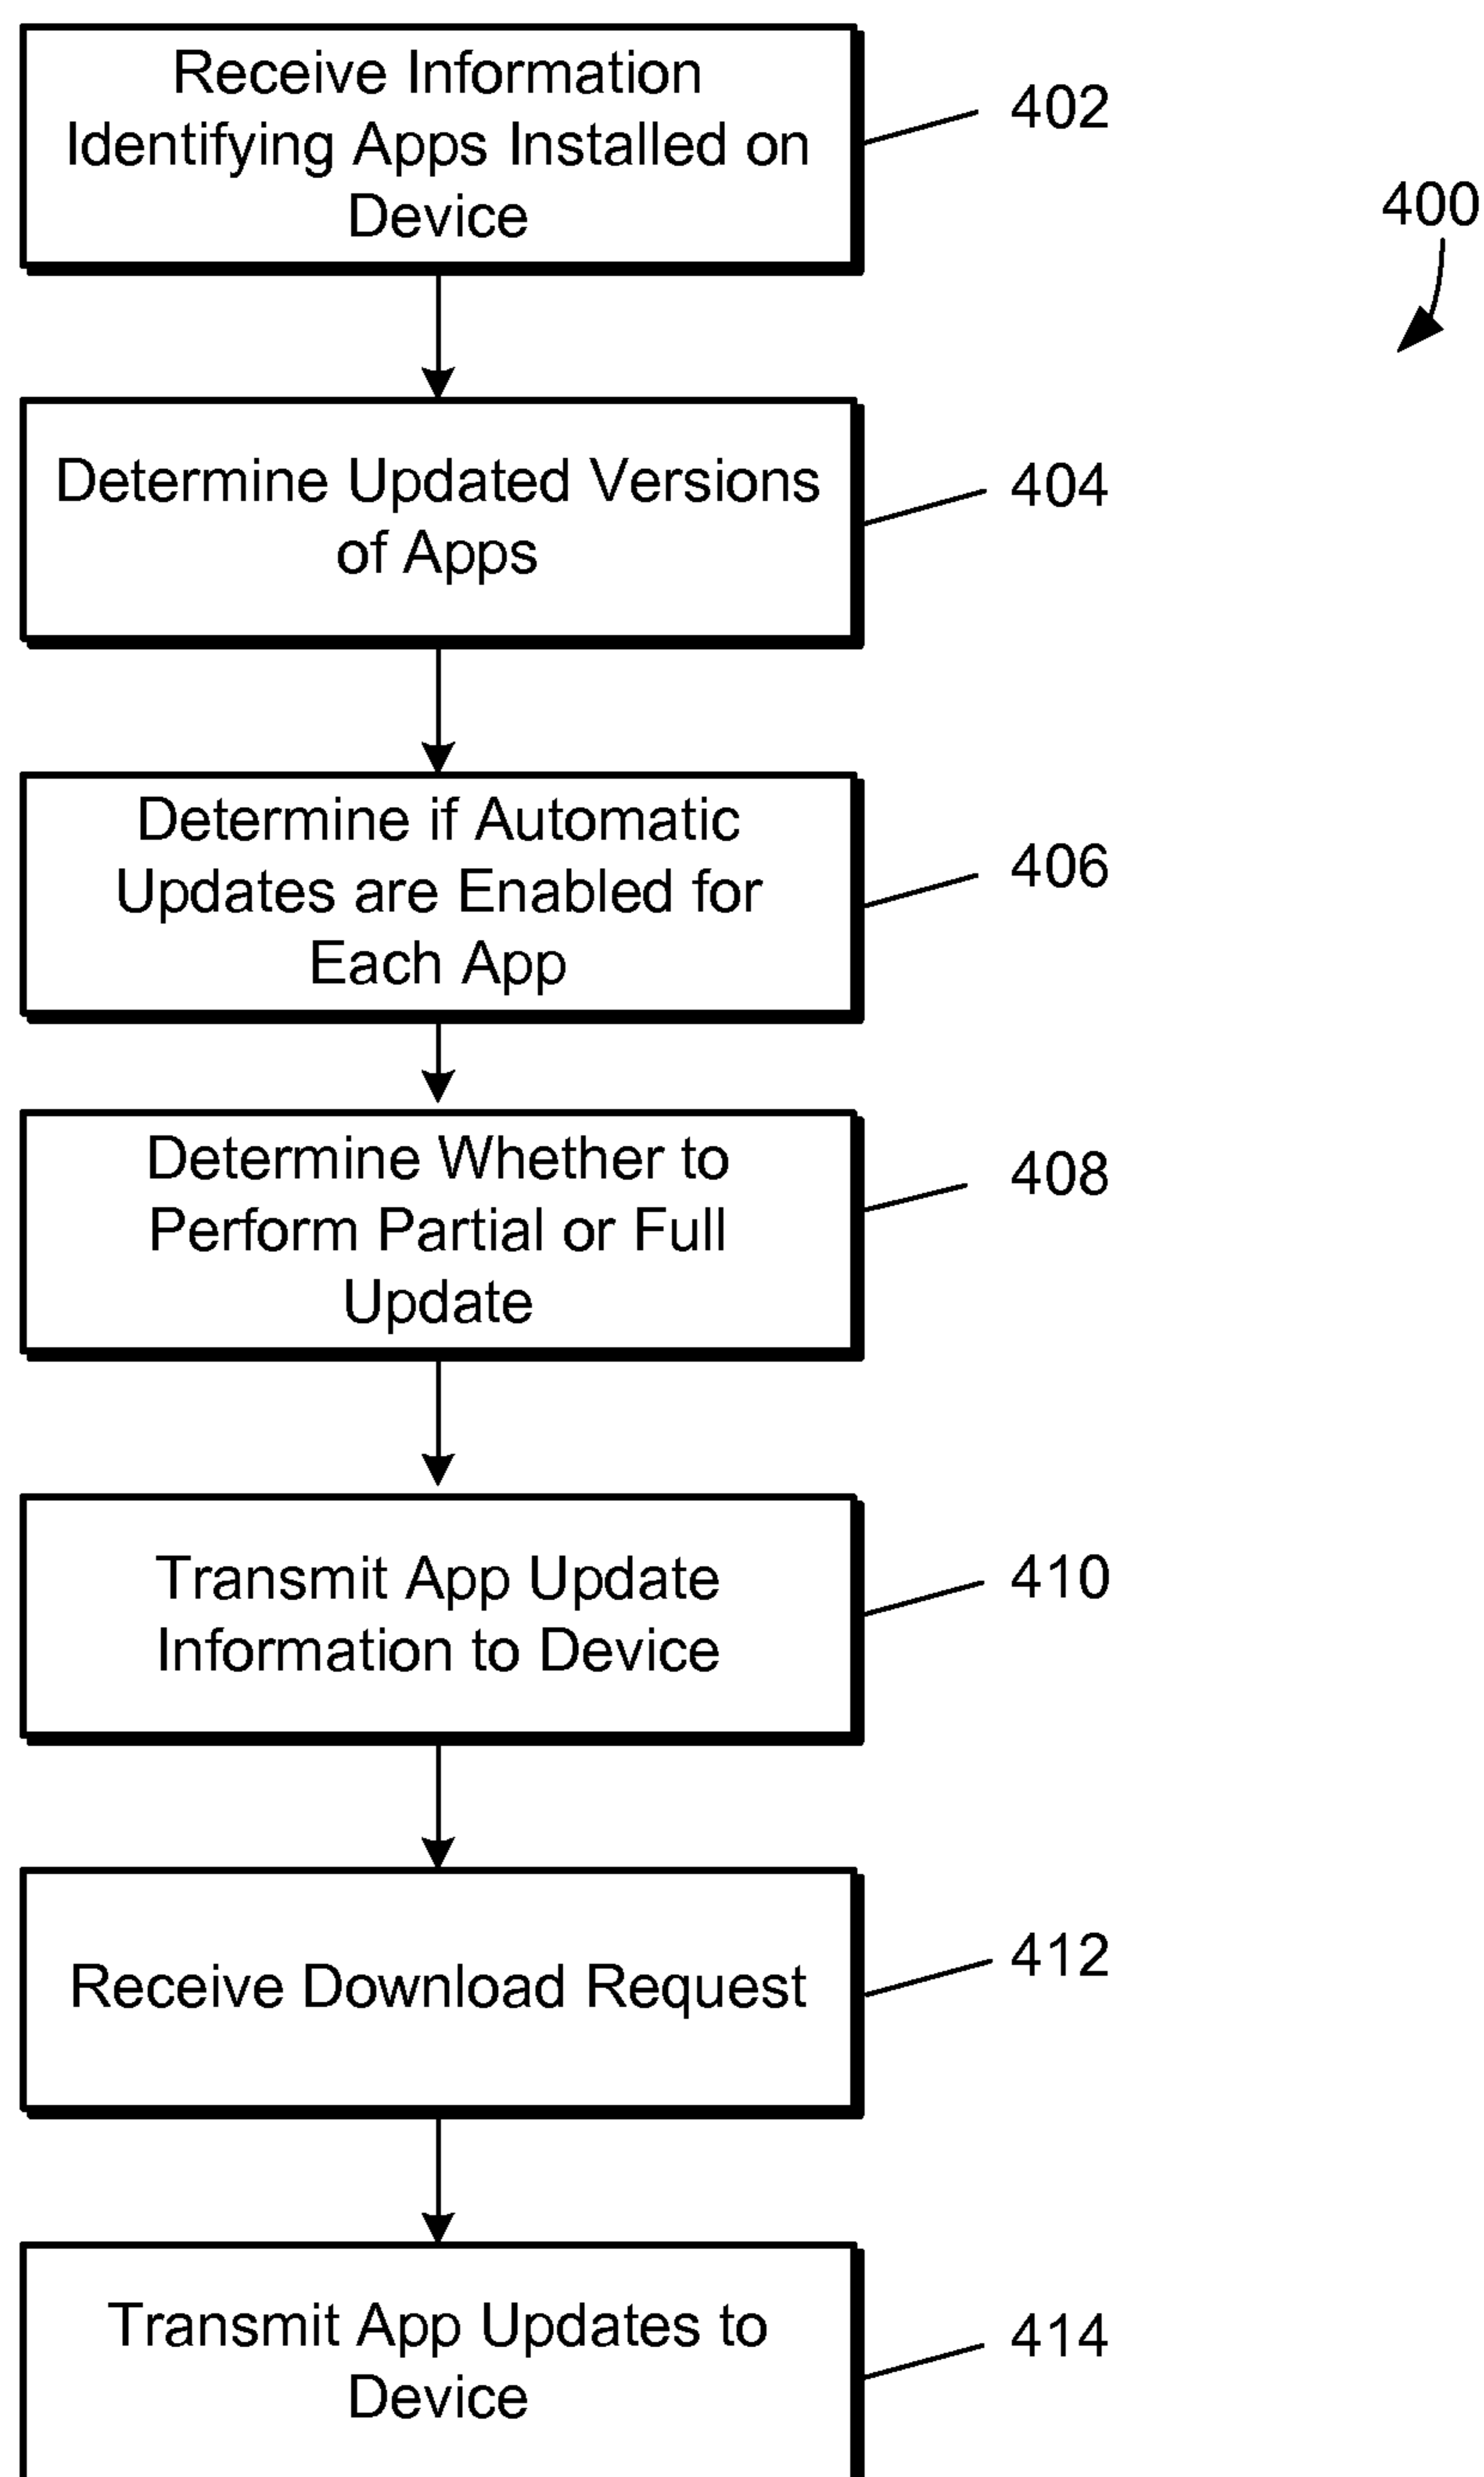 Receive Information
Identifying Apps Installed on
Device
402
400
Determine Updated Versions
of Apps
404
Determine if Automatic
Updates are Enabled for
Each App
406
Determine Whether to
Perform Partial or Full
Update
408
Transmit App Update
Information to Device
410
Receive Download Request
412
Transmit App Updates to
Device
414